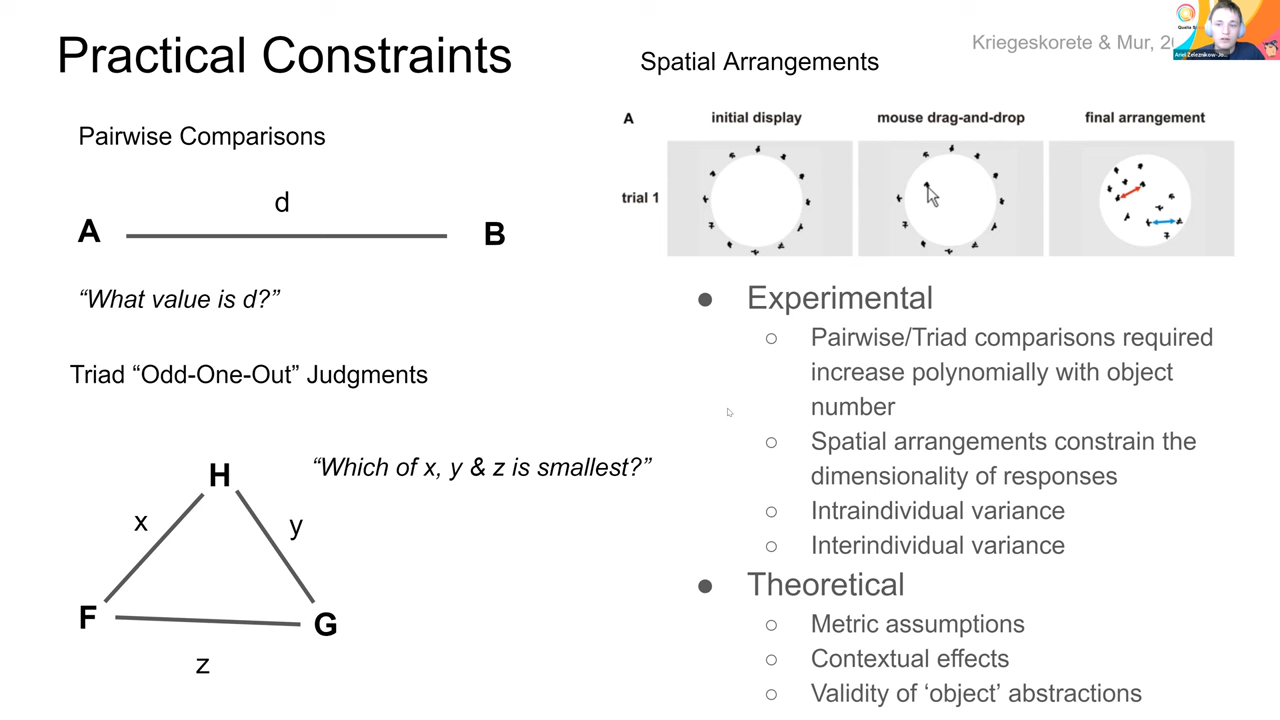 Practical Constraints
Kriegeskorete & Mur,
Spatial Arrangements
Pairwise Comparisons
d
A
B
“What value is d?”
Triad “Odd-One-Out” Judgments
H
“Which of x, y & z is smallest?”
x
y
F
G
z
A
initial display
mouse drag-and-drop
final arrangement
trial 1
● Experimental
○ Pairwise/Triad comparisons required
increase polynomially with object
number
○ Spatial arrangements constrain the
dimensionality of responses
○ Intraindividual variance
○ Interindividual variance
● Theoretical
○ Metric assumptions
○ Contextual effects
○ Validity of ‘object’ abstractions